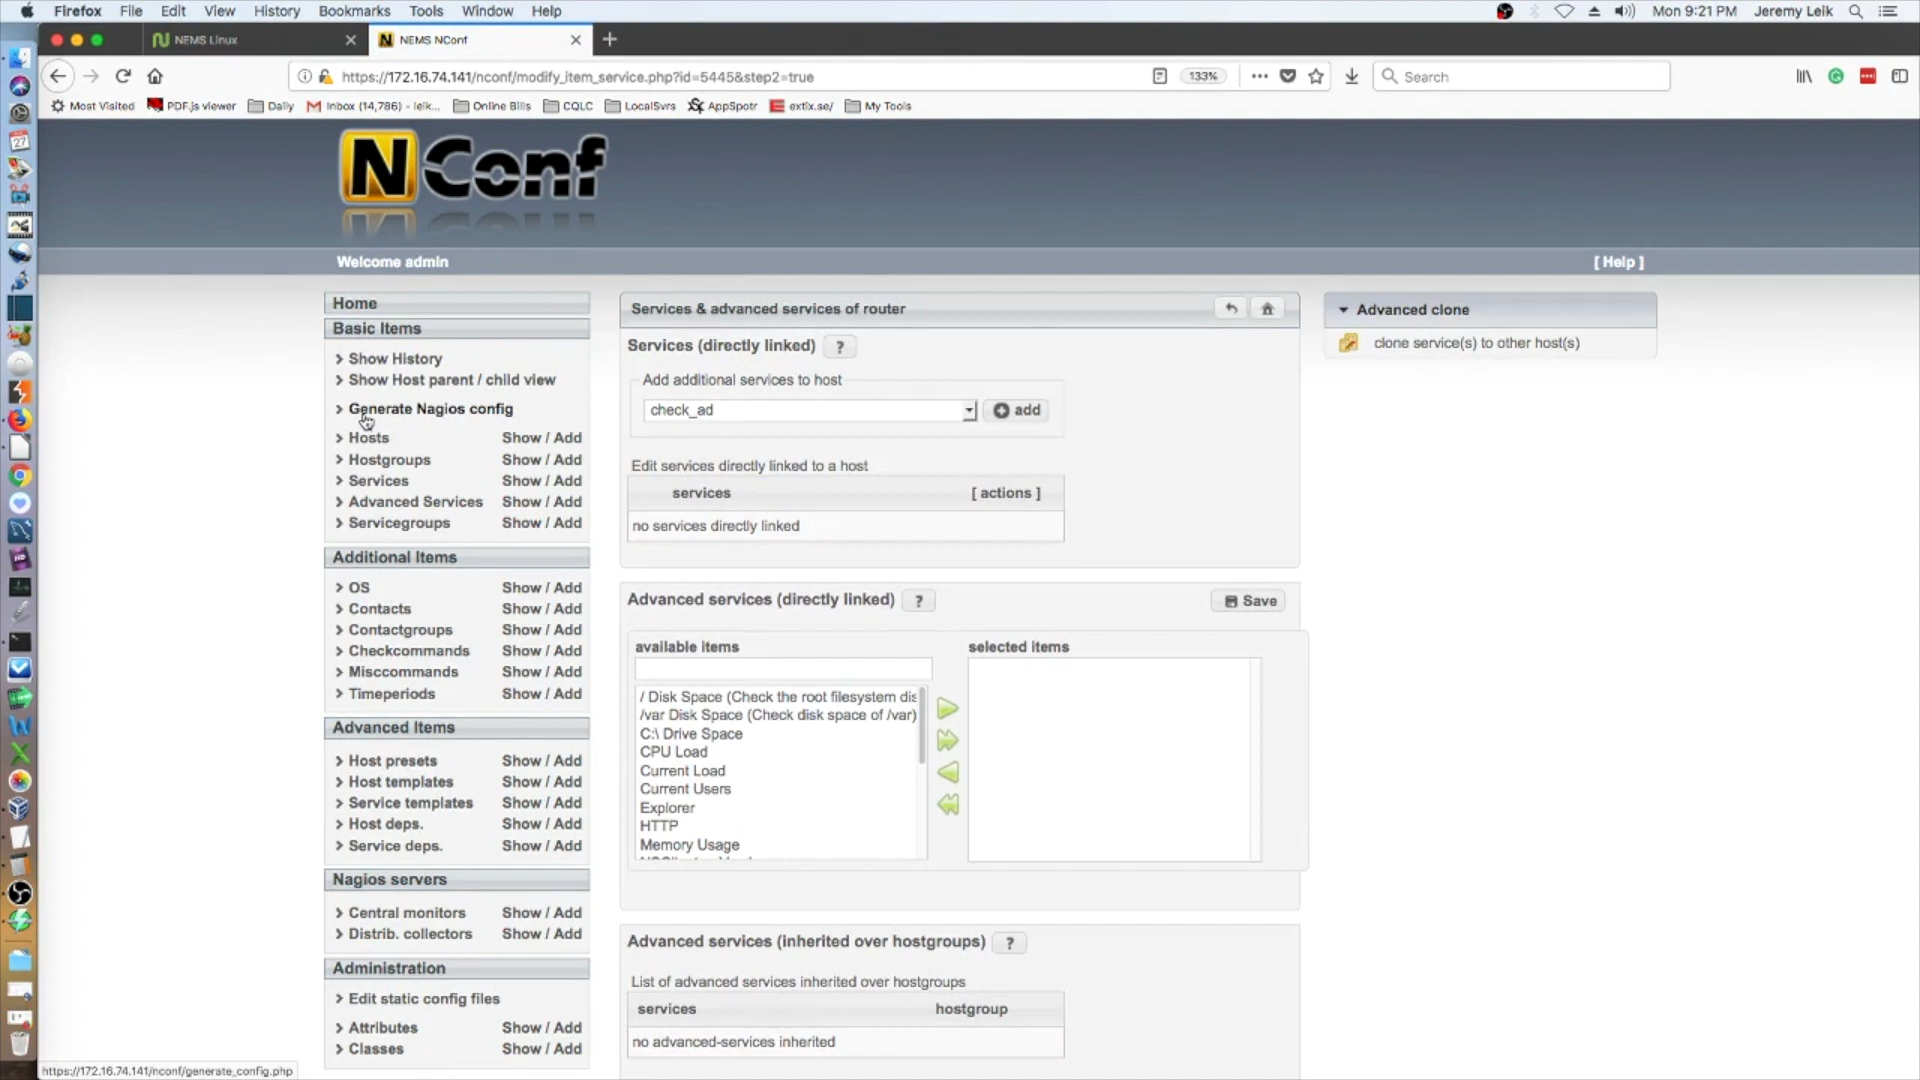 Firefox File Edit View History Bookmarks Tools Window Help
Mon 9:21 PM Jeremy Leik
NEMS Linux
NEMS NConf
https://172.16.74.141/nconf/modify_item_service.php?id=5445&step2=true
133%
Search
Most Visited PDF.js viewer Daily Inbox (14,786) - leik... Online Bills CQLC LocalSvrs AppSpotr extix.se/ My Tools
NConf
Welcome admin
[ Help ]
Home
Basic Items
Show History
Show Host parent / child view
Generate Nagios config
Hosts Show / Add
Hostgroups Show / Add
Services Show / Add
Advanced Services Show / Add
Servicegroups Show / Add
Additional Items
OS Show / Add
Contacts Show / Add
Contactgroups Show / Add
Checkcommands Show / Add
Misccommands Show / Add
Timeperiods Show / Add
Advanced Items
Host presets Show / Add
Host templates Show / Add
Service templates Show / Add
Host deps. Show / Add
Service deps. Show / Add
Nagios servers
Central monitors Show / Add
Distrib. collectors Show / Add
Administration
Edit static config files
Attributes Show / Add
Classes Show / Add
Services & advanced services of router
Services (directly linked) ?
Add additional services to host
check_ad
add
Edit services directly linked to a host
services [ actions ]
no services directly linked
Advanced services (directly linked) ?
Save
available items
selected items
/ Disk Space (Check the root filesystem dis
/var Disk Space (Check disk space of /var)
C:\ Drive Space
CPU Load
Current Load
Current Users
Explorer
HTTP
Memory Usage
Advanced services (inherited over hostgroups) ?
List of advanced services inherited over hostgroups
services hostgroup
no advanced-services inherited
Advanced clone
clone service(s) to other host(s)
https://172.16.74.141/nconf/generate_config.php